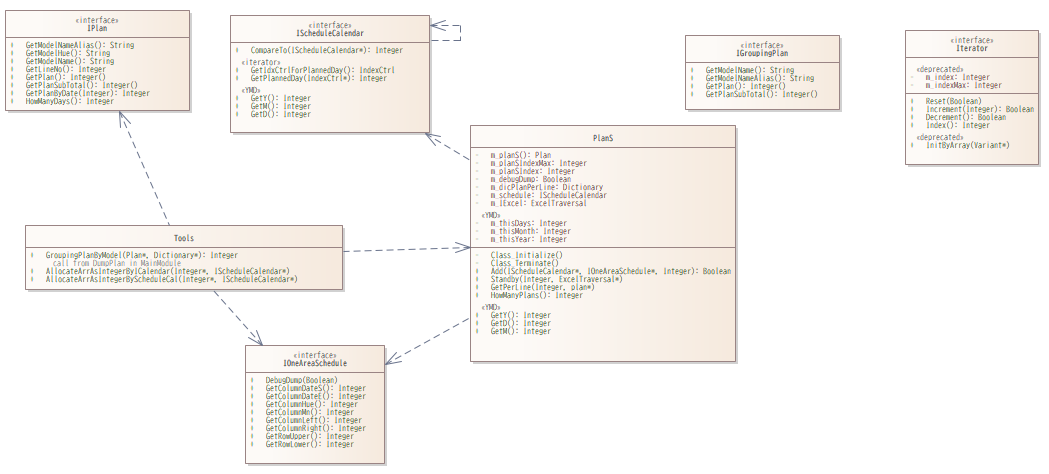 «interface»
IPlan
GetModelNameAlias(): String
GetModelHue(): String
GetModelName(): String
GetLineNo(): Integer
GetPlan(): Integer()
GetPlanSubTotal(): Integer()
GetPlanByDate(Integer): Integer
HowManyDays(): Integer
«interface»
IScheduleCalendar
CompareTo(IScheduleCalendar*): Integer
«iterator»
GetIdxCtrlForPlannedDay(): IndexCtrl
GetPlannedDay(IndexCtrl*): Integer
«YMD»
GetY(): Integer
GetM(): Integer
GetD(): Integer
«interface»
IGroupingPlan
GetModelName(): String
GetModelNameAlias(): String
GetPlan(): Integer()
GetPlanSubTotal(): Integer()
«interface»
Iterator
«deprecated»
m_index: Integer
m_indexMax: Integer
Reset(Boolean)
Increment(Integer): Boolean
Decrement(): Boolean
Index(): Integer
«deprecated»
InitByArray(Variant*)
PlanS
m_planS(): Plan
m_planSIndexMax: Integer
m_planSIndex: Integer
m_debugDump: Boolean
m_dicPlanPerLine: Dictionary
m_schedule: IScheduleCalendar
m_IExcel: ExcelTraversal
«YMD»
m_thisDays: Integer
m_thisMonth: Integer
m_thisYear: Integer
Class_Initialize()
Class_Terminate()
Add(IScheduleCalendar*, IOneAreaSchedule*, Integer): Boolean
Standby(Integer, ExcelTraversal*)
GetPerLine(Integer, plan*)
HowManyPlans(): Integer
«YMD»
GetY(): Integer
GetD(): Integer
GetM(): Integer
Tools
GroupingPlanByModel(Plan*, Dictionary*): Integer
call from DumpPlan in MainModule
AllocateArrAsIntegerByICalendar(Integer*, IScheduleCalendar*)
AllocateArrAsIntegerByScheduleCal(Integer*, IScheduleCalendar*)
«interface»
IOneAreaSchedule
DebugDump(Boolean)
GetColumnDateS(): Integer
GetColumnDateE(): Integer
GetColumnHue(): Integer
GetColumnMn(): Integer
GetColumnLeft(): Integer
GetColumnRight(): Integer
GetRowUpper(): Integer
GetRowLower(): Integer